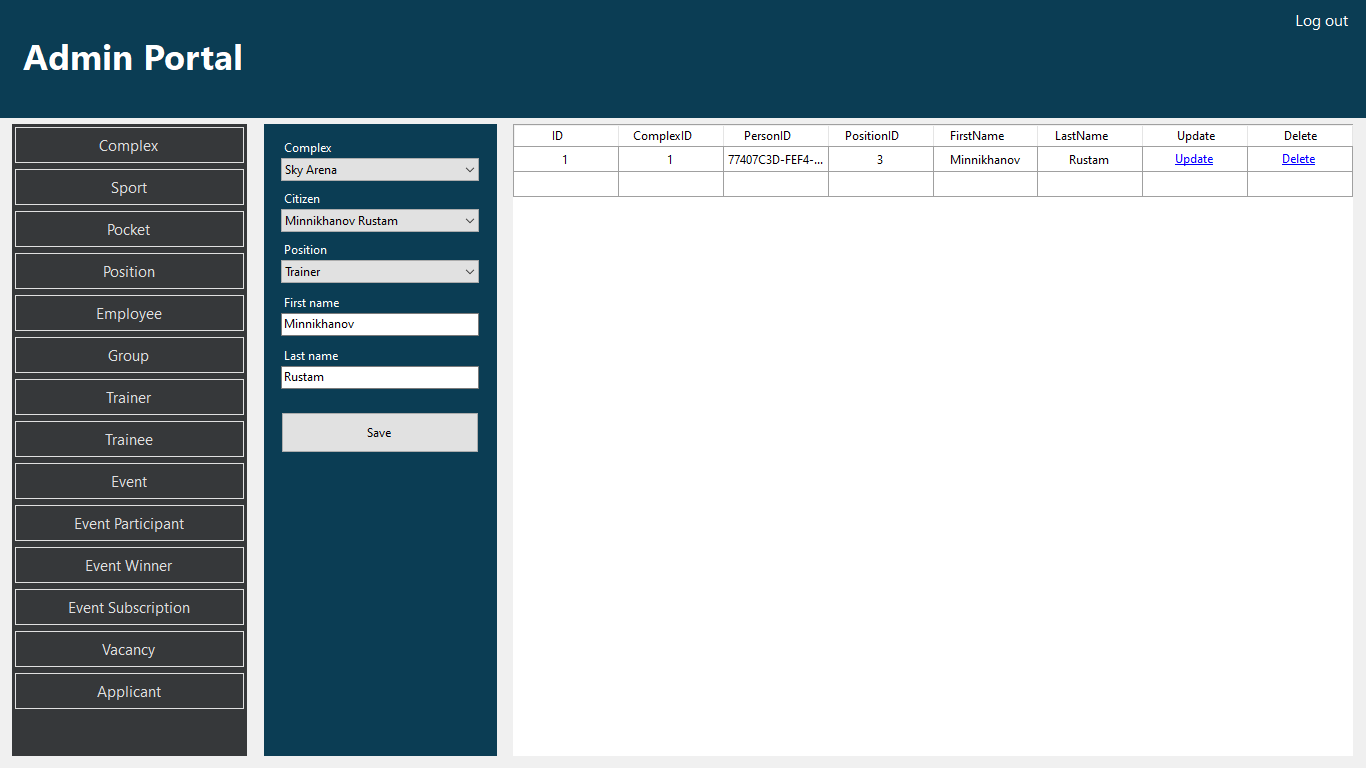 Log out
Admin Portal
Complex
Sport
Pocket
Position
Employee
Group
Trainer
Trainee
Event
Event Participant
Event Winner
Event Subscription
Vacancy
Applicant
Complex
Sky Arena
Citizen
Minnikhanov Rustam
Position
Trainer
First name
Minnikhanov
Last name
Rustam
Save
ID ComplexID PersonID PositionID FirstName LastName Update Delete
1 1 77407C3D-FEF4-... 3 Minnikhanov Rustam Update Delete